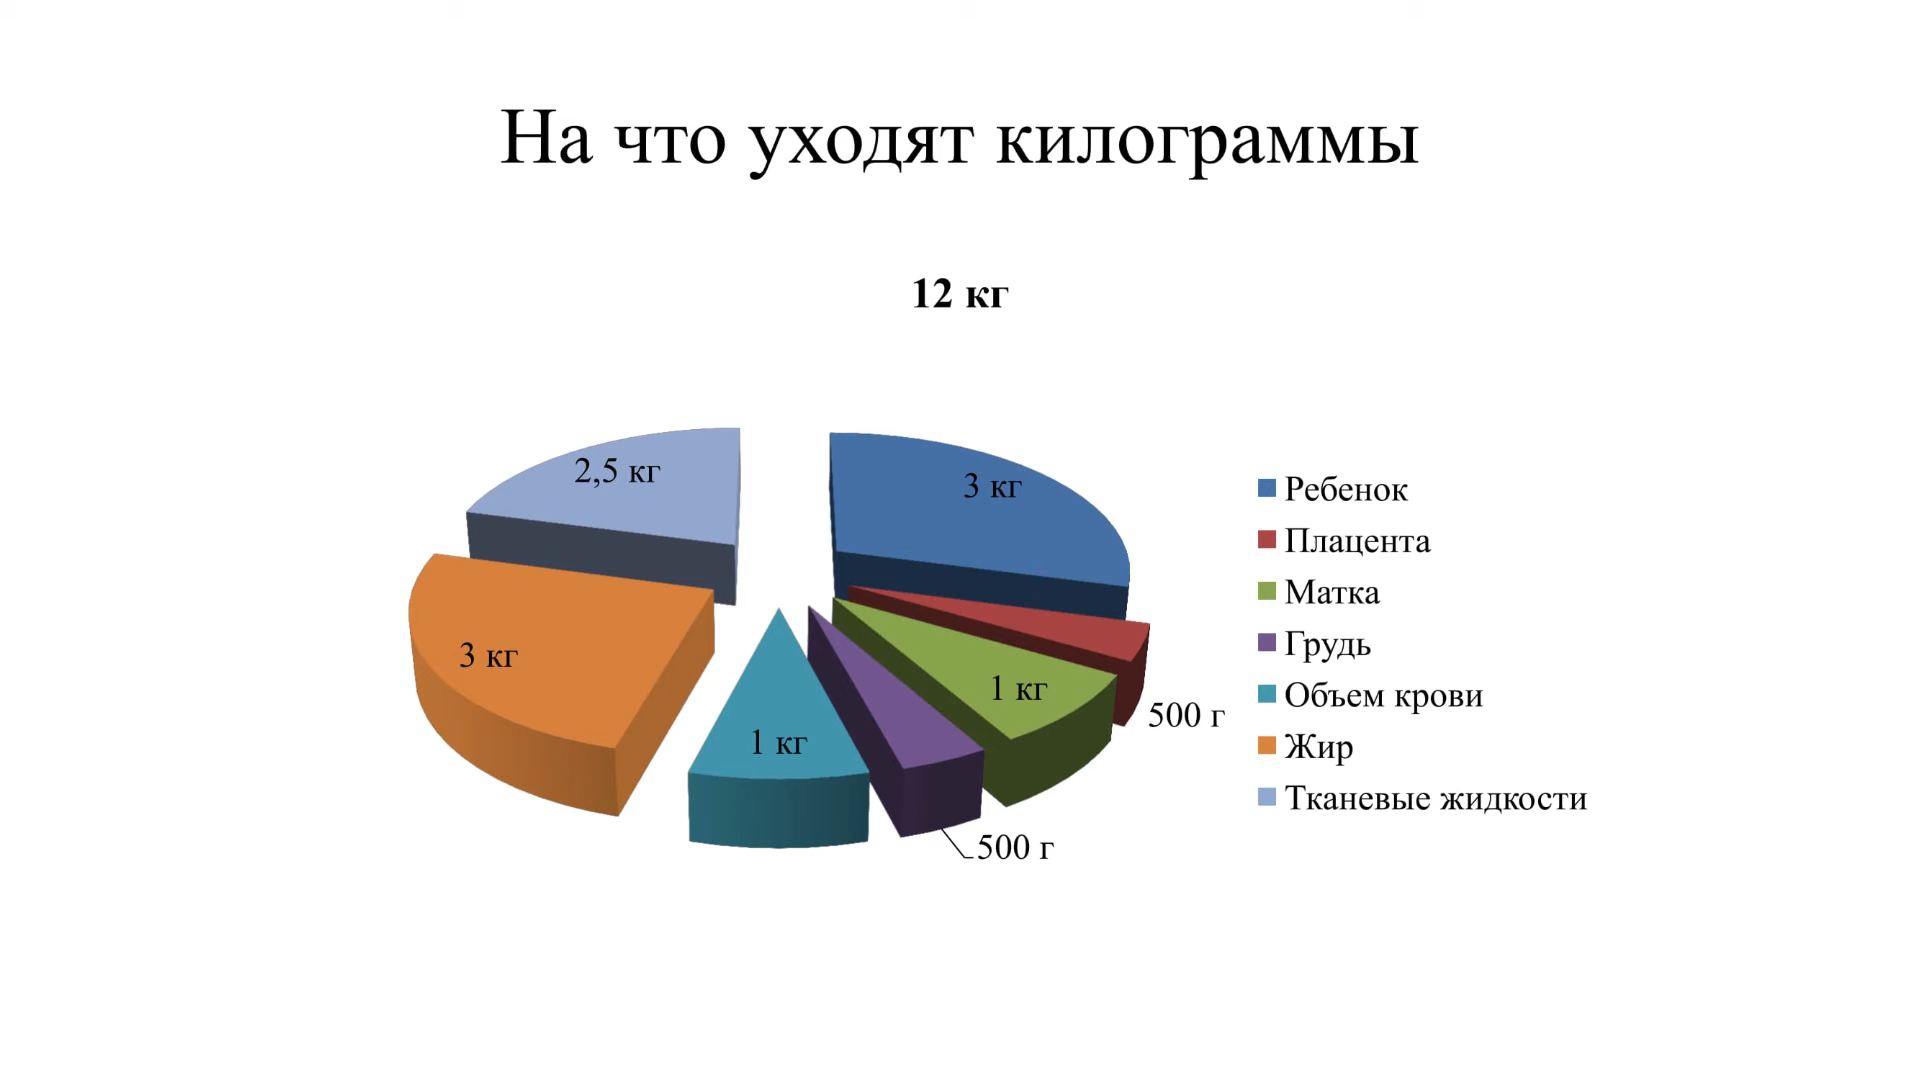 На что уходят килограммы
12 кг
2,5 кг
3 кг
3 кг
1 кг
1 кг
500 г
500 г
Ребенок
Плацента
Матка
Грудь
Объем крови
Жир
Тканевые жидкости